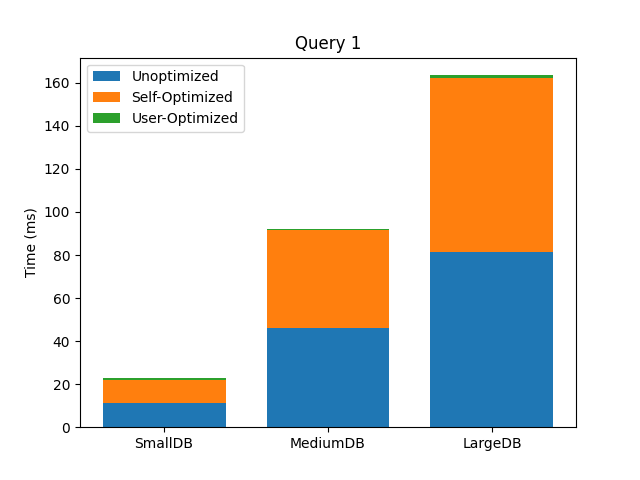 Query 1
Unoptimized
Self-Optimized
User-Optimized
Time (ms)
160
140
120
100
80
60
40
20
0
SmallDB MediumDB LargeDB